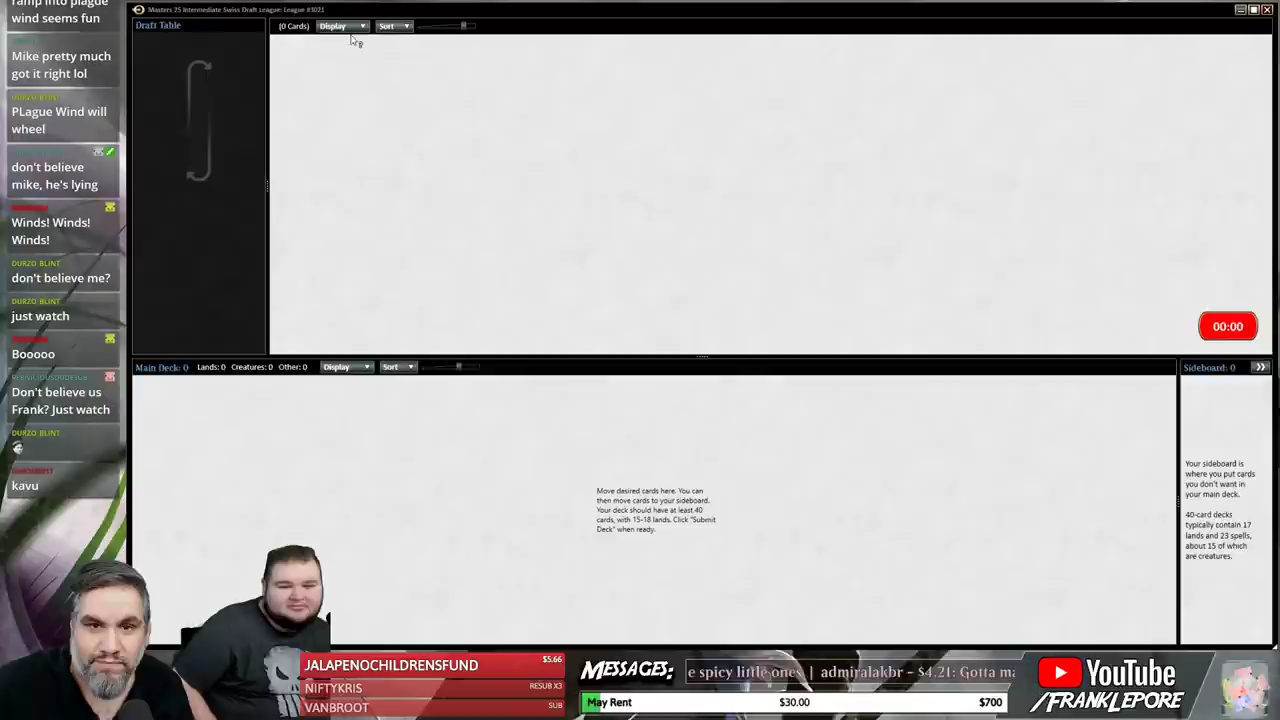 ramp into plague
wind seems fun
Mike pretty much
got it right lol
DURZO BLINT
PLague Wind will
wheel
don't believe
mike, he's lying
Winds! Winds!
Winds!
DURZO BLINT
don't believe me?
DURZO BLINT
just watch
Booooo
Don't believe us
Frank? Just watch
DURZO BLINT
kavu
Masters 25 Intermediate Swiss Draft League: League #3021
Draft Table
(0 Cards)
Display
Sort
00:00
Main Deck: 0
Lands: 0
Creatures: 0
Other: 0
Display
Sort
Sideboard: 0
Move desired cards here. You can
then move cards to your sideboard.
Your deck should have at least 40
cards, with 15-18 lands. Click "Submit
Deck" when ready.
Your sideboard is
where you put cards
you don't want in
your main deck.
40-card decks
typically contain 17
lands and 23 spells,
about 15 of which
are creatures.
JALAPENOCHILDRENSFUND
$5.66
NIFTYKRIS
RESUB X3
VANBROOT
SUB
MESSAGES:
e spicy little ones | admiralakbr - $4.21: Gotta ma
May Rent
$30.00
$700
YouTube
/FRANKLEPORE